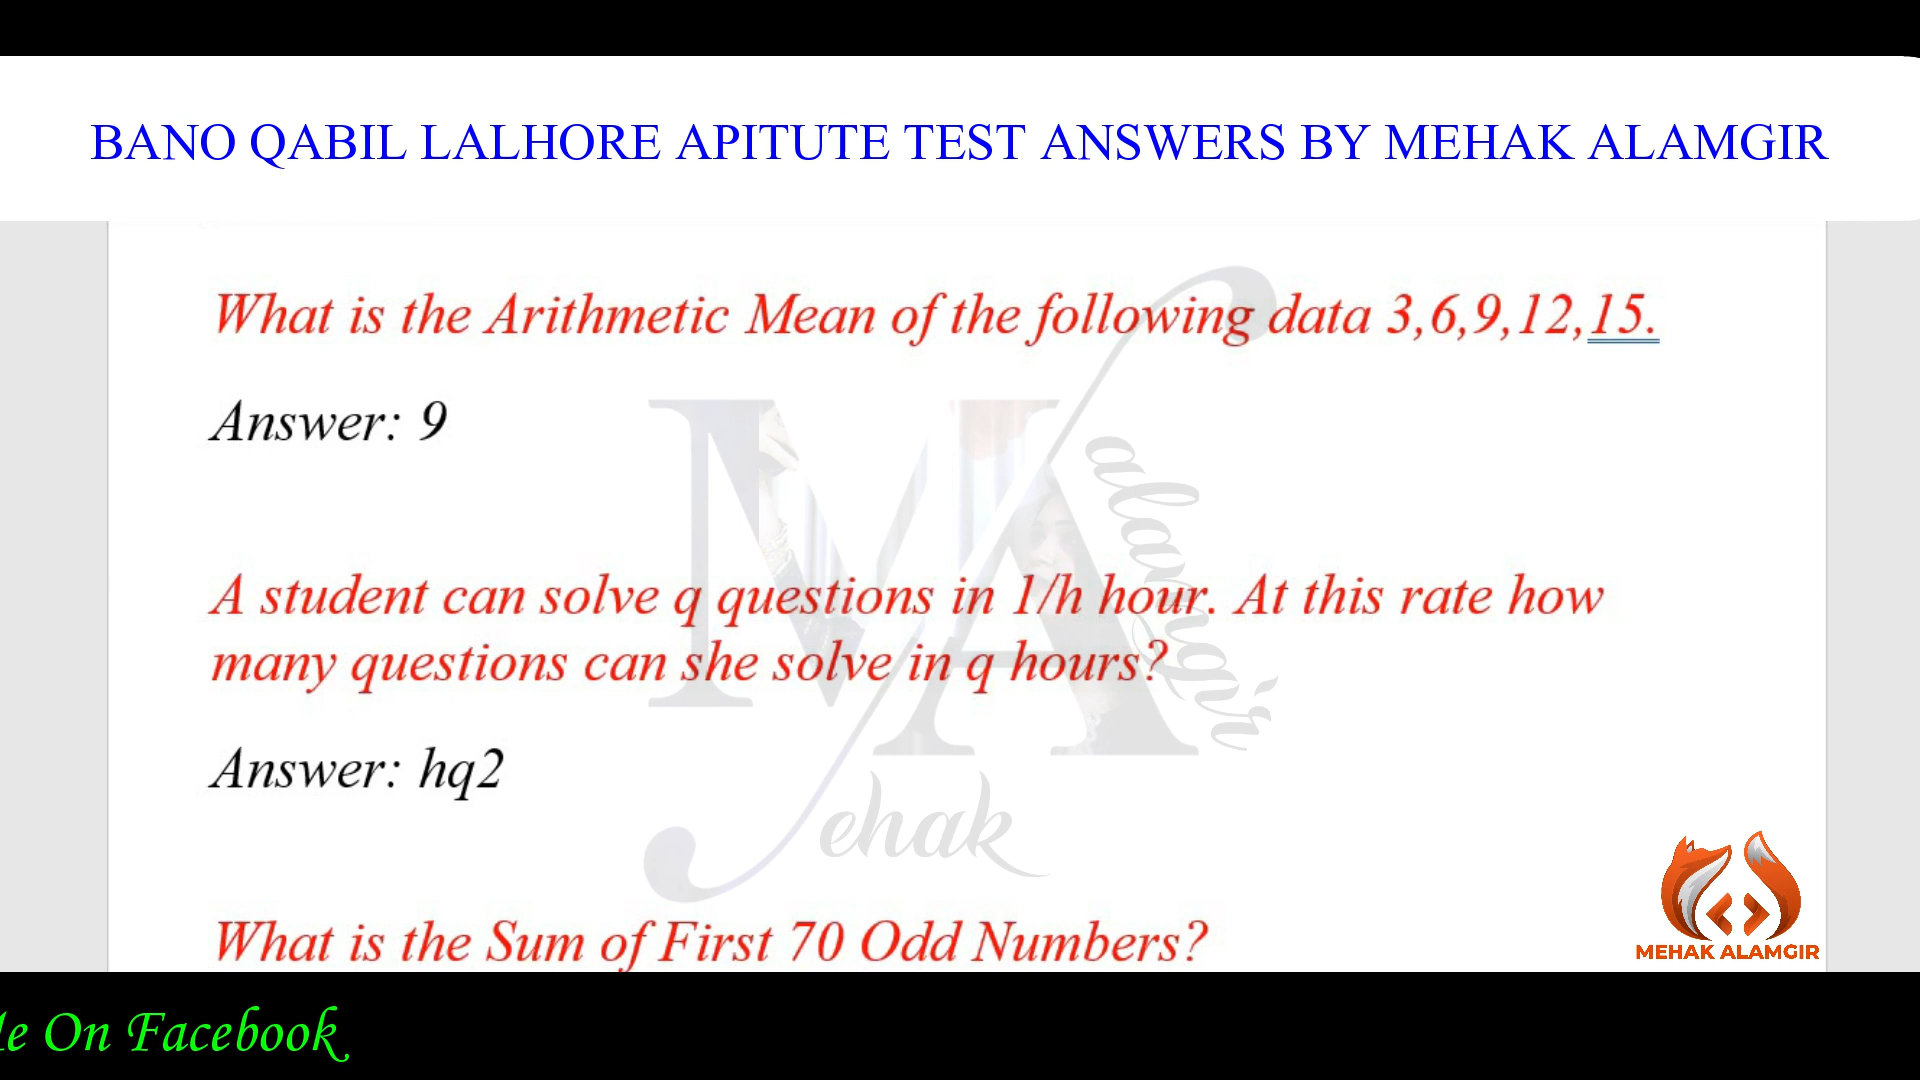 BANO QABIL LALHORE APITUTE TEST ANSWERS BY MEHAK ALAMGIR
What is the Arithmetic Mean of the following data 3,6,9,12,15.
Answer: 9
A student can solve q questions in 1/h hour. At this rate how
many questions can she solve in q hours?
Answer: hq2
What is the Sum of First 70 Odd Numbers?
MA
alamgir
ehak
MEHAK ALAMGIR
On Facebook